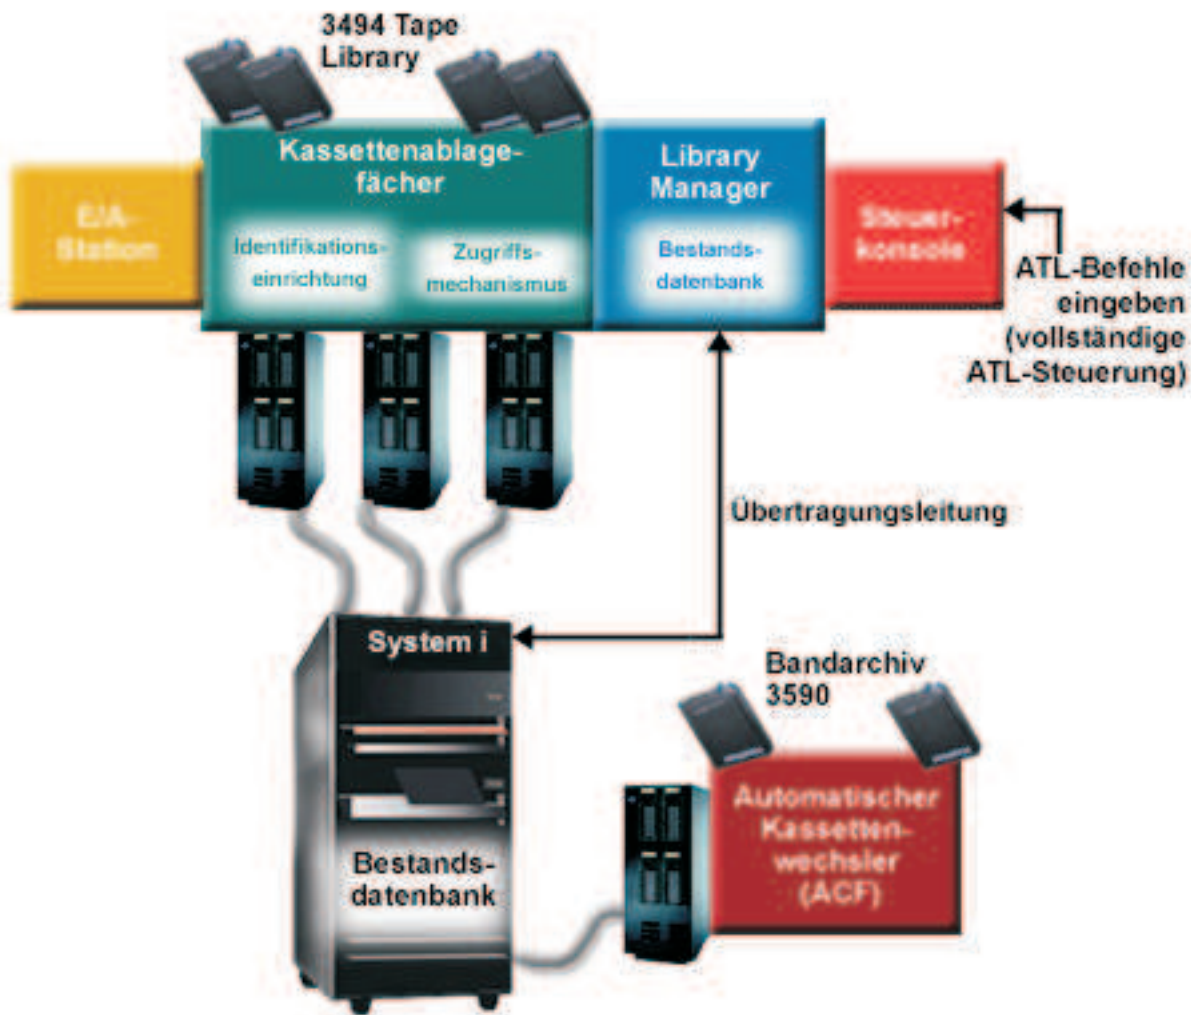 3494 Tape
Library
Kassettenablage-
fächer
Library
Manager
E/A-
Station
Identifikations-
einrichtung
Zugriffs-
mechanismus
Bestands-
datenbank
Steuer-
konsole
ATL-Befehle
eingeben
(vollständige
ATL-Steuerung)
Übertragungsleitung
System i
Bandarchiv
3590
Automatischer
Kassetten-
wechsler
(ACF)
Bestands-
datenbank